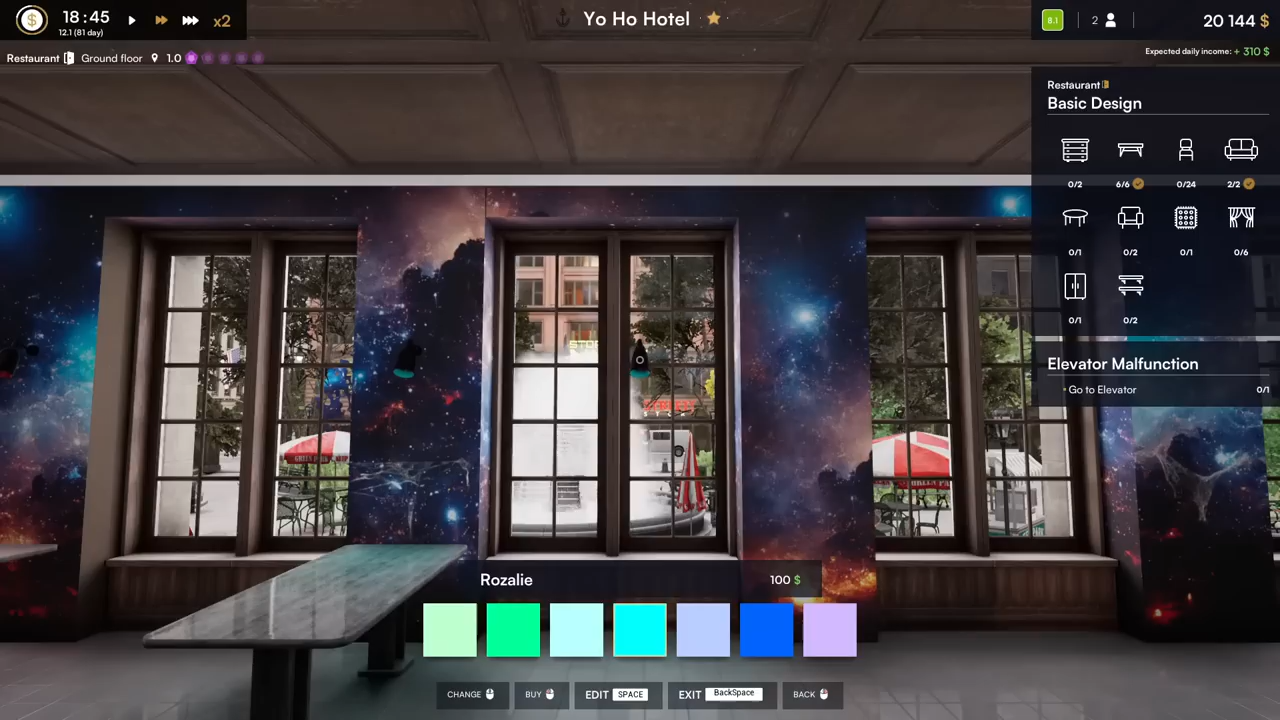 18:45
12.1 (81 day)
x2
Yo Ho Hotel
8.1
2
20 144 $
Expected daily income: + 310 $
Restaurant Ground floor 1.0
Restaurant
Basic Design
0/2 6/6 0/24 2/2
0/1 0/2 0/1 0/6
0/1 0/2
Elevator Malfunction
Go to Elevator 0/1
Rozalie 100 $
CHANGE BUY EDIT SPACE EXIT BackSpace BACK